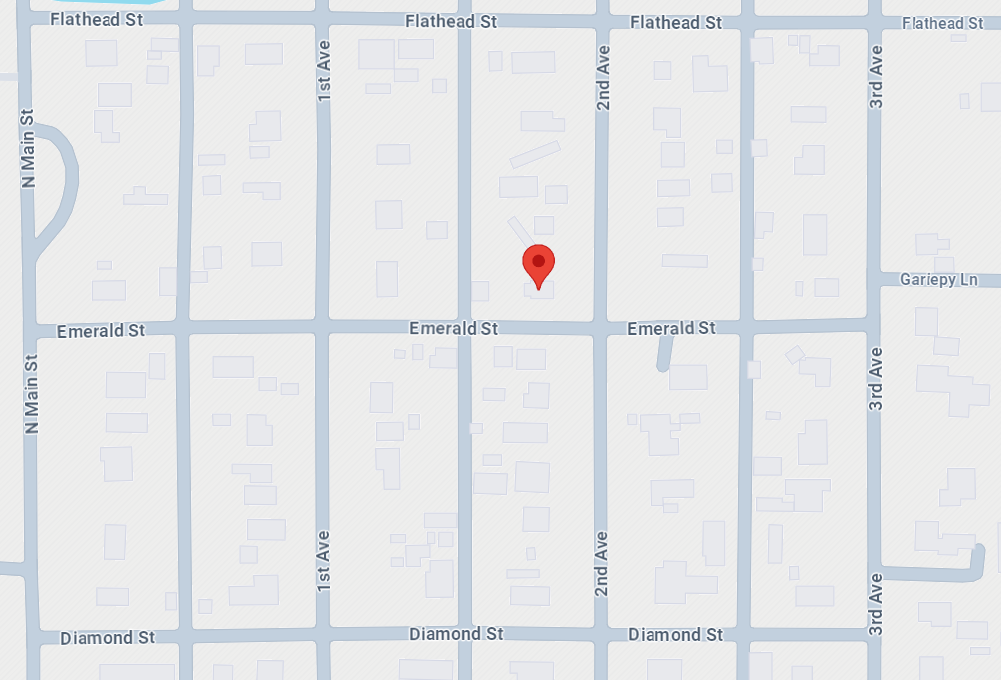 Flathead St
Flathead St
Flathead St
Flathead St
1st Ave
2nd Ave
3rd Ave
N Main St
Gariepy Ln
Emerald St
Emerald St
Emerald St
N Main St
3rd Ave
1st Ave
2nd Ave
3rd Ave
Diamond St
Diamond St
Diamond St